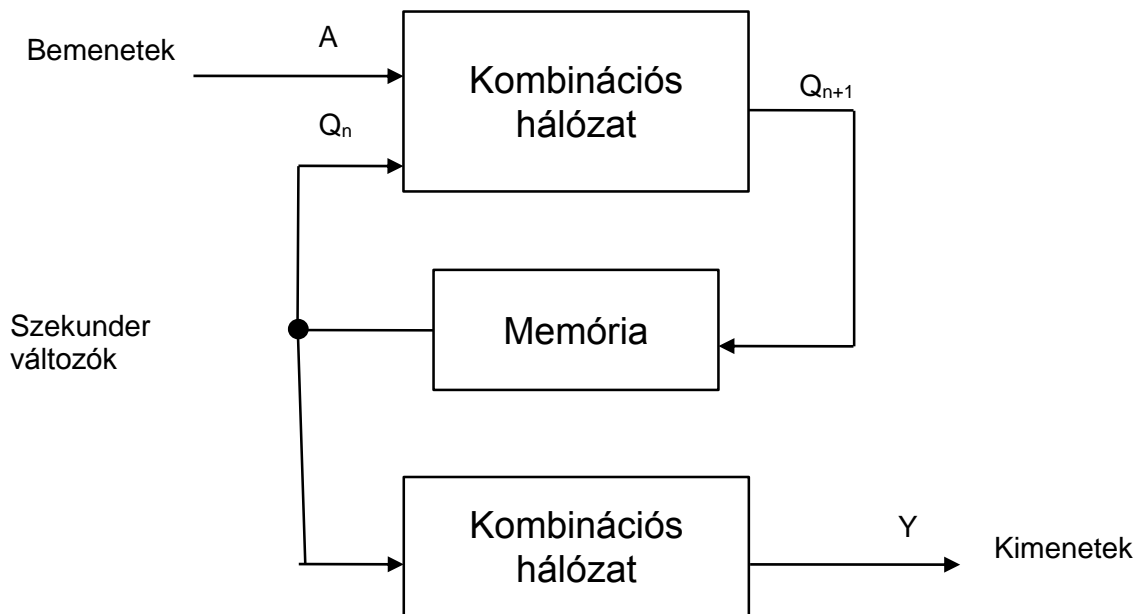 Bemenetek
A
Kombinációs
hálózat
Qn+1
Qn
Szekunder
változók
Memória
Kombinációs
hálózat
Y
Kimenetek